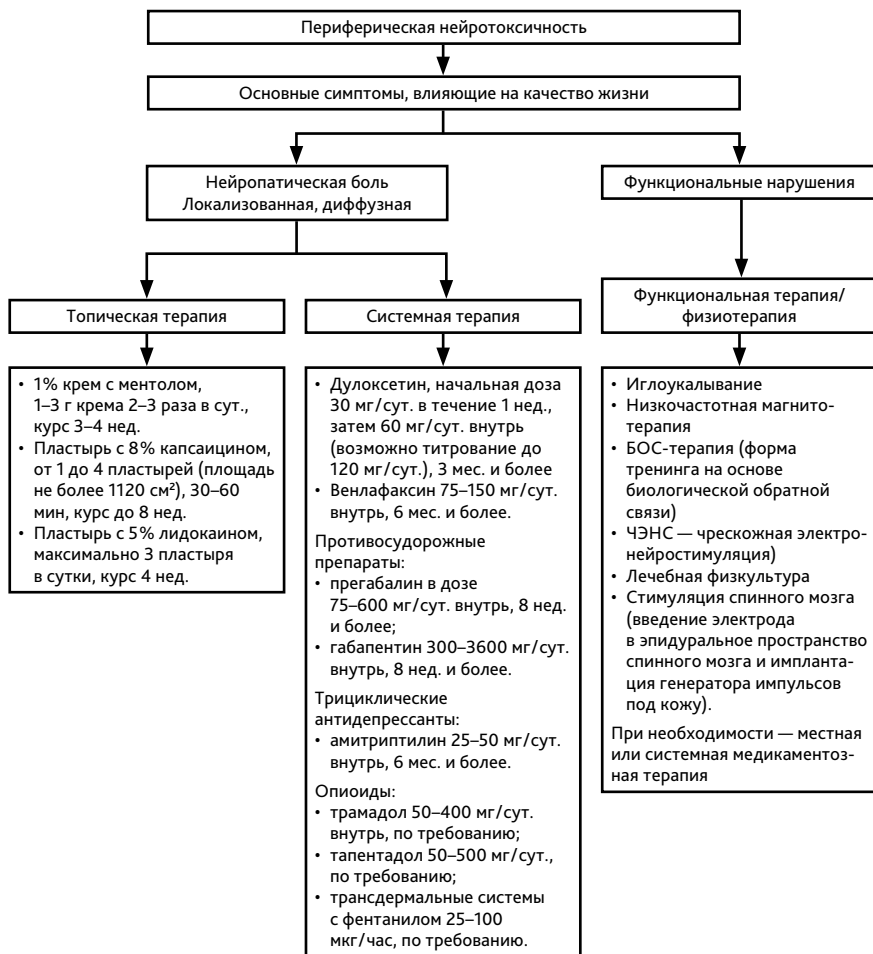 Периферическая нейротоксичность
Основные симптомы, влияющие на качество жизни
Нейропатическая боль
Локализованная, диффузная
Функциональные нарушения
Топическая терапия
Системная терапия
Функциональная терапия/
физиотерапия
• 1% крем с ментолом,
1–3 г крема 2–3 раза в сут.,
курс 3–4 нед.
• Пластырь с 8% капсаицином,
от 1 до 4 пластырей (площадь
не более 1120 см²), 30–60
мин, курс до 8 нед.
• Пластырь с 5% лидокаином,
максимально 3 пластыря
в сутки, курс 4 нед.
• Дулоксетин, начальная доза
30 мг/сут. в течение 1 нед.,
затем 60 мг/сут. внутрь
(возможно титрование до
120 мг/сут.), 3 мес. и более
• Венлафаксин 75–150 мг/сут.
внутрь, 6 мес. и более.
Противосудорожные
препараты:
• прегабалин в дозе
75–600 мг/сут. внутрь, 8 нед.
и более;
• габапентин 300–3600 мг/сут.
внутрь, 8 нед. и более.
Трициклические
антидепрессанты:
• амитриптилин 25–50 мг/сут.
внутрь, 6 мес. и более.
Опиоиды:
• трамадол 50–400 мг/сут.
внутрь, по требованию;
• тапентадол 50–500 мг/сут.,
по требованию;
• трансдермальные системы
с фентанилом 25–100
мкг/час, по требованию.
• Иглоукалывание
• Низкочастотная магнито-
терапия
• БОС-терапия (форма
тренинга на основе
биологической обратной
связи)
• ЧЭНС — чрескожная электро-
нейростимуляция)
• Лечебная физкультура
• Стимуляция спинного мозга
(введение электрода
в эпидуральное пространство
спинного мозга и имплант­а-
ция генератора импульсов
под кожу).
При необходимости — местная
или системная медикаментоз-
ная терапия